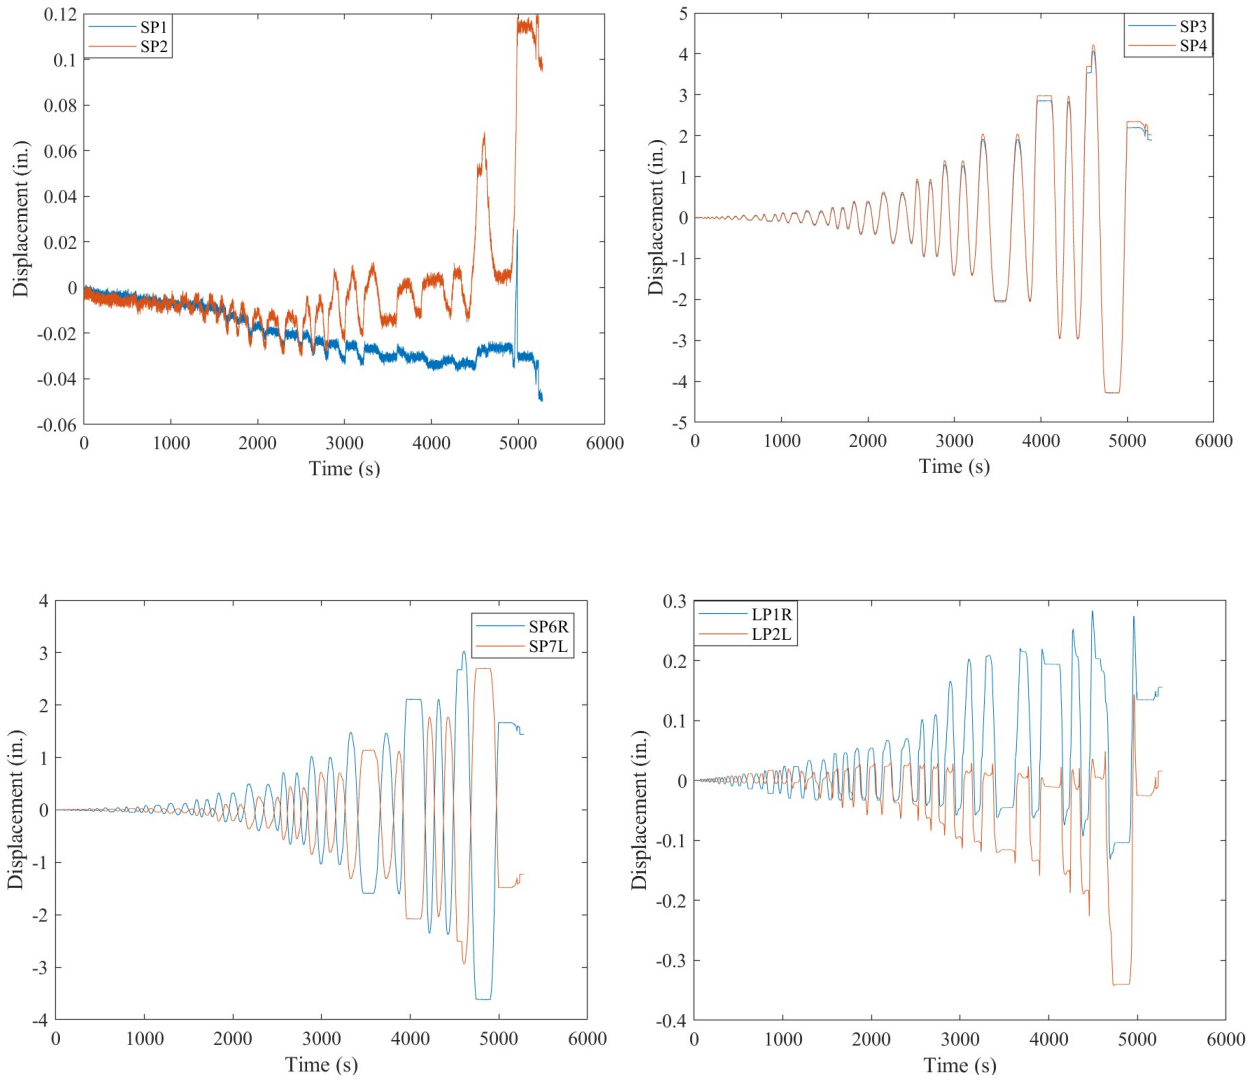 0.12
0.1
0.08
0.06
0.04
0.02
0
-0.02
-0.04
-0.06
Displacement (in.)
SP1
SP2
0 1000 2000 3000 4000 5000 6000
Time (s)
5
4
3
2
1
0
-1
-2
-3
-4
-5
Displacement (in.)
SP3
SP4
0 1000 2000 3000 4000 5000 6000
Time (s)
4
3
2
1
0
-1
-2
-3
-4
Displacement (in.)
SP6R
SP7L
0 1000 2000 3000 4000 5000 6000
Time (s)
0.3
0.2
0.1
0
-0.1
-0.2
-0.3
-0.4
Displacement (in.)
LP1R
LP2L
0 1000 2000 3000 4000 5000 6000
Time (s)